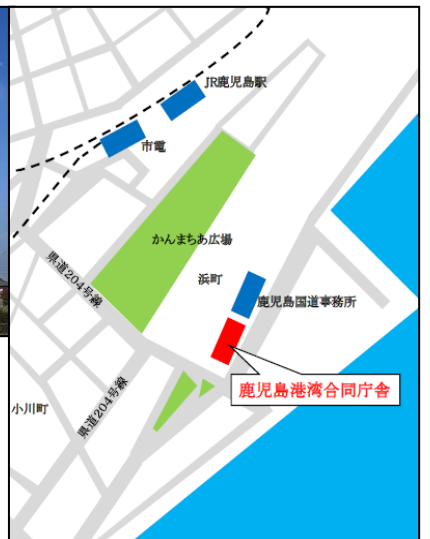 JR鹿児島駅
市電
かんまちあ広場
県道204号線
浜町
鹿児島国道事務所
鹿児島港湾合同庁舎
小川町
県道204号線